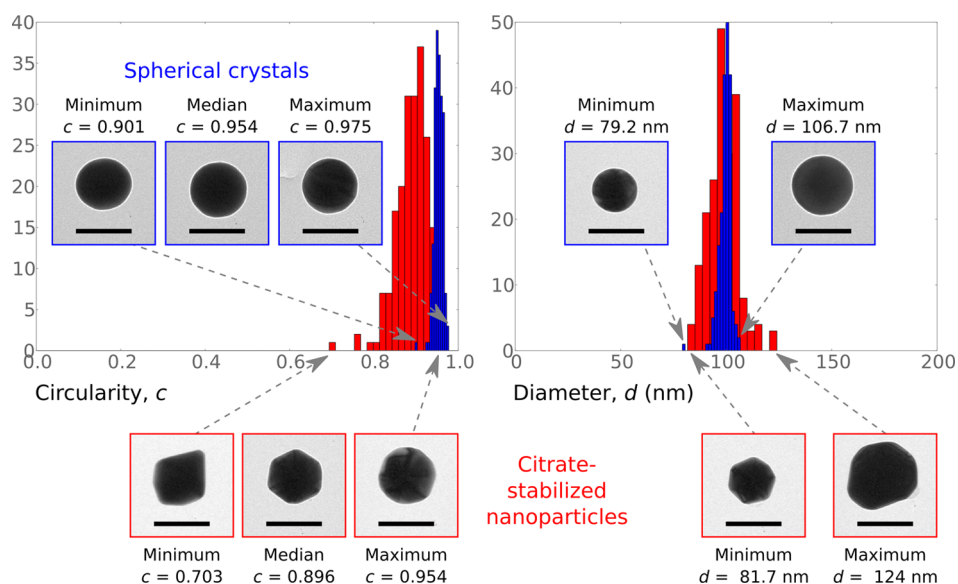 40
35
30
25
20
15
10
5
0
0.0
0.2
0.4
0.6
0.8
1.0
Circularity, c
Spherical crystals
Minimum
c = 0.901
Median
c = 0.954
Maximum
c = 0.975
50
40
30
20
10
0
0
50
100
150
200
Diameter, d (nm)
Minimum
d = 79.2 nm
Maximum
d = 106.7 nm
Minimum
c = 0.703
Median
c = 0.896
Maximum
c = 0.954
Citrate-
stabilized
nanoparticles
Minimum
d = 81.7 nm
Maximum
d = 124 nm